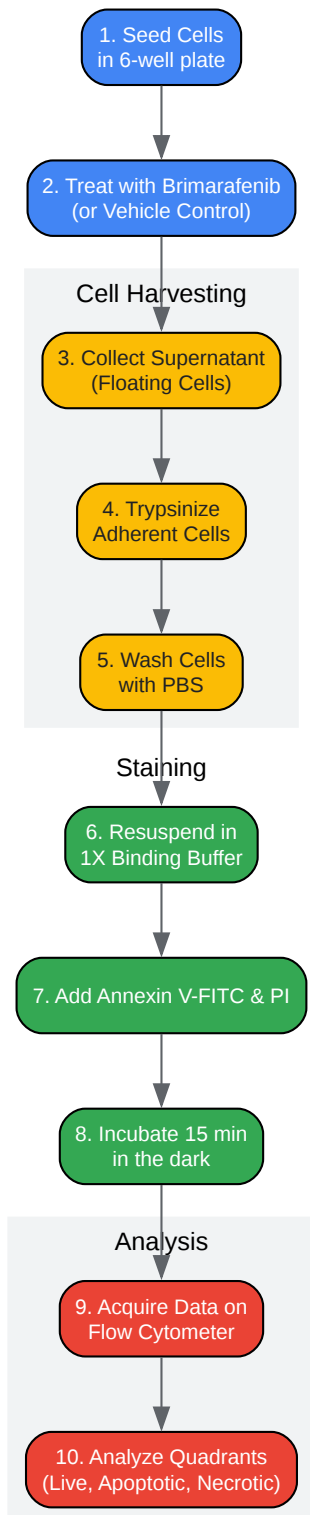 1. Seed Cells
in 6-well plate
2. Treat with Brimarafenib
(or Vehicle Control)
Cell Harvesting
3. Collect Supernatant
(Floating Cells)
4. Trypsinize
Adherent Cells
5. Wash Cells
with PBS
Staining
6. Resuspend in
1X Binding Buffer
7. Add Annexin V-FITC & PI
8. Incubate 15 min
in the dark
Analysis
9. Acquire Data on
Flow Cytometer
10. Analyze Quadrants
(Live, Apoptotic, Necrotic)